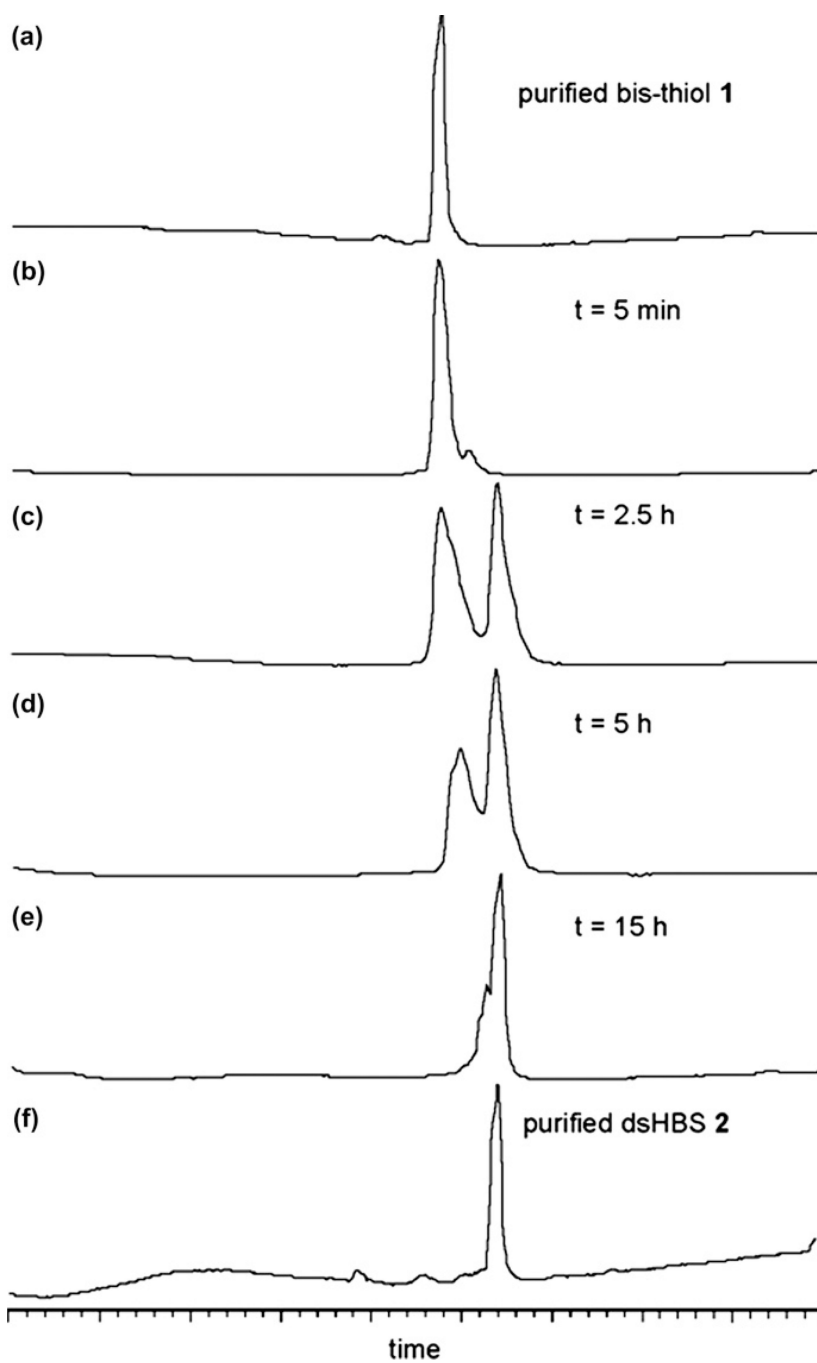 (a)
purified bis-thiol 1
(b)
t = 5 min
(c)
t = 2.5 h
(d)
t = 5 h
(e)
t = 15 h
(f)
purified dsHBS 2
time